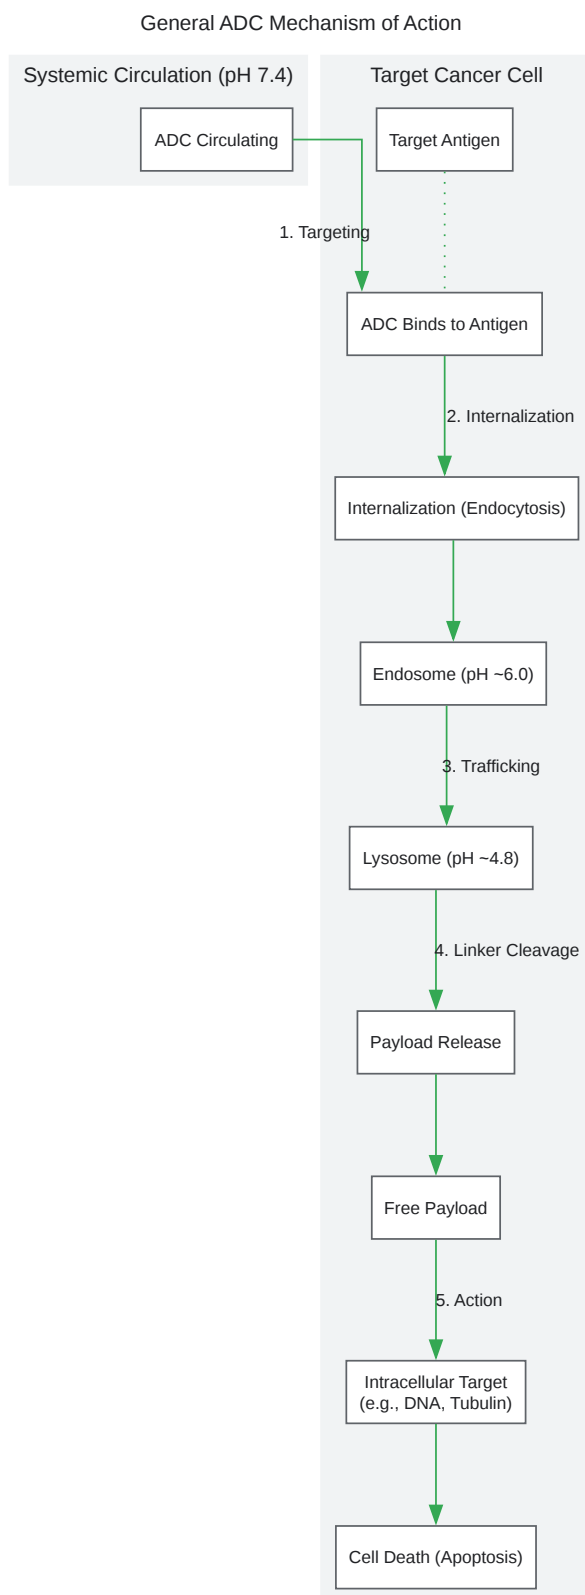 General ADC Mechanism of Action
Systemic Circulation (pH 7.4)
Target Cancer Cell
ADC Circulating
Target Antigen
1. Targeting
ADC Binds to Antigen
2. Internalization
Internalization (Endocytosis)
Endosome (pH ~6.0)
3. Trafficking
Lysosome (pH ~4.8)
4. Linker Cleavage
Payload Release
Free Payload
5. Action
Intracellular Target
(e.g., DNA, Tubulin)
Cell Death (Apoptosis)